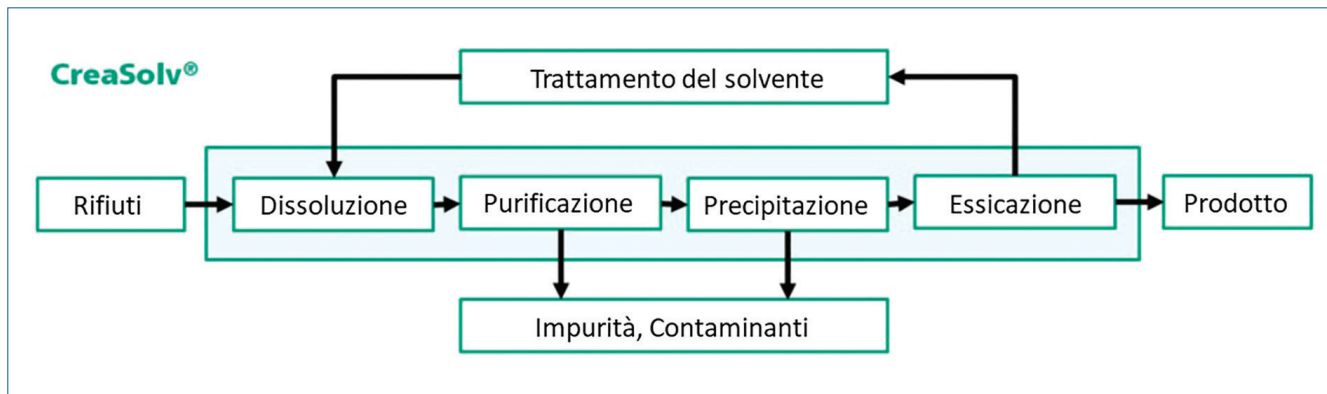 CreaSolv®
Trattamento del solvente
Rifiuti
Dissoluzione
Purificazione
Precipitazione
Essicazione
Prodotto
Impurità, Contaminanti